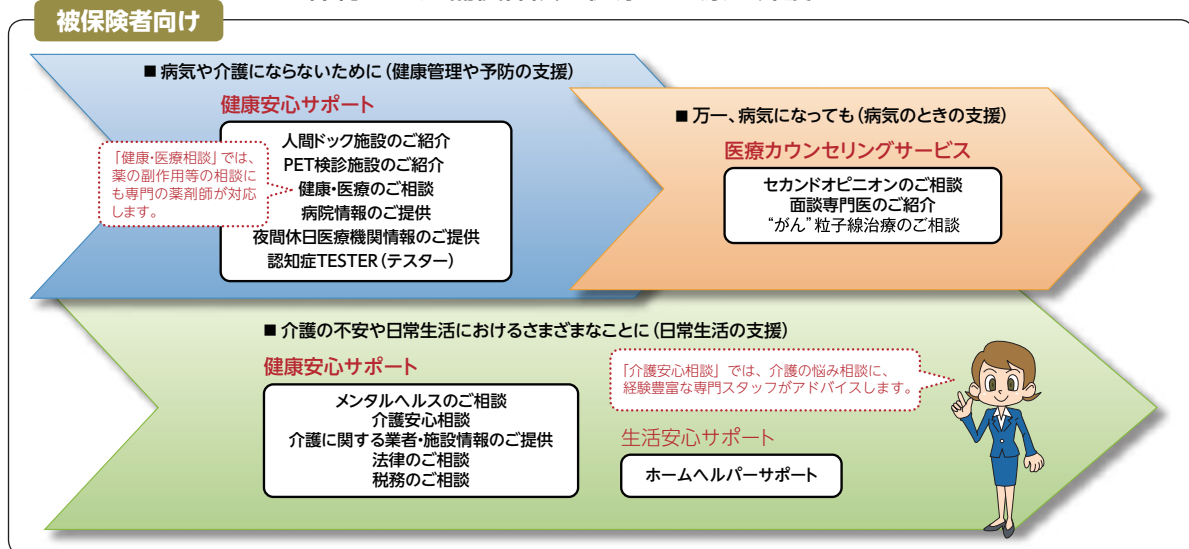 被保険者向け
■ 病気や介護にならないために(健康管理や予防の支援)
健康安心サポート
人間ドック施設のご紹介
PET検診施設のご紹介
健康・医療のご相談
病院情報のご提供
夜間休日医療機関情報のご提供
認知症TESTER(テスター)
「健康・医療相談」では、
薬の副作用等の相談に
も専門の薬剤師が対応
します。
■ 万一、病気になっても(病気のときの支援)
医療カウンセリングサービス
セカンドオピニオンのご相談
面談専門医のご紹介
“がん”粒子線治療のご相談
■ 介護の不安や日常生活におけるさまざまなことに(日常生活の支援)
健康安心サポート
メンタルヘルスのご相談
介護安心相談
介護に関する業者・施設情報のご提供
法律のご相談
税務のご相談
「介護安心相談」では、介護の悩み相談に、
経験豊富な専門スタッフがアドバイスします。
生活安心サポート
ホームヘルパーサポート